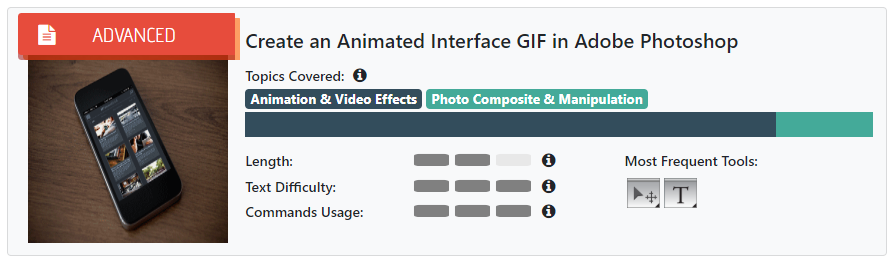 ADVANCED
Create an Animated Interface GIF in Adobe Photoshop
Topics Covered:
Animation & Video Effects Photo Composite & Manipulation
Length:
Most Frequent Tools:
Text Difficulty:
Commands Usage:
T